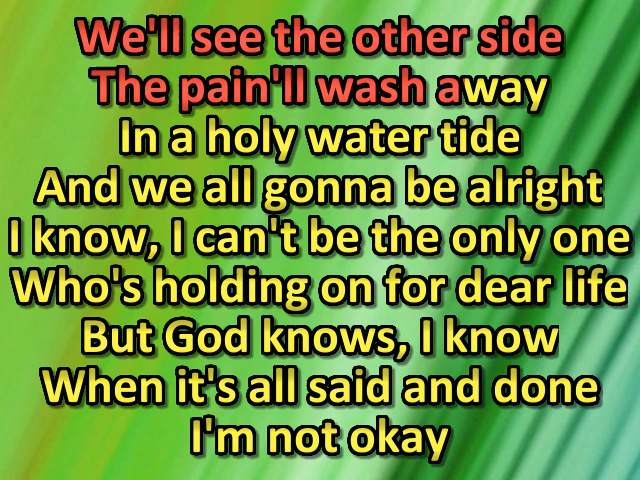 We'll see the other side
The pain'll wash away
In a holy water tide
And we all gonna be alright
I know, I can't be the only one
Who's holding on for dear life
But God knows, I know
When it's all said and done
I'm not okay